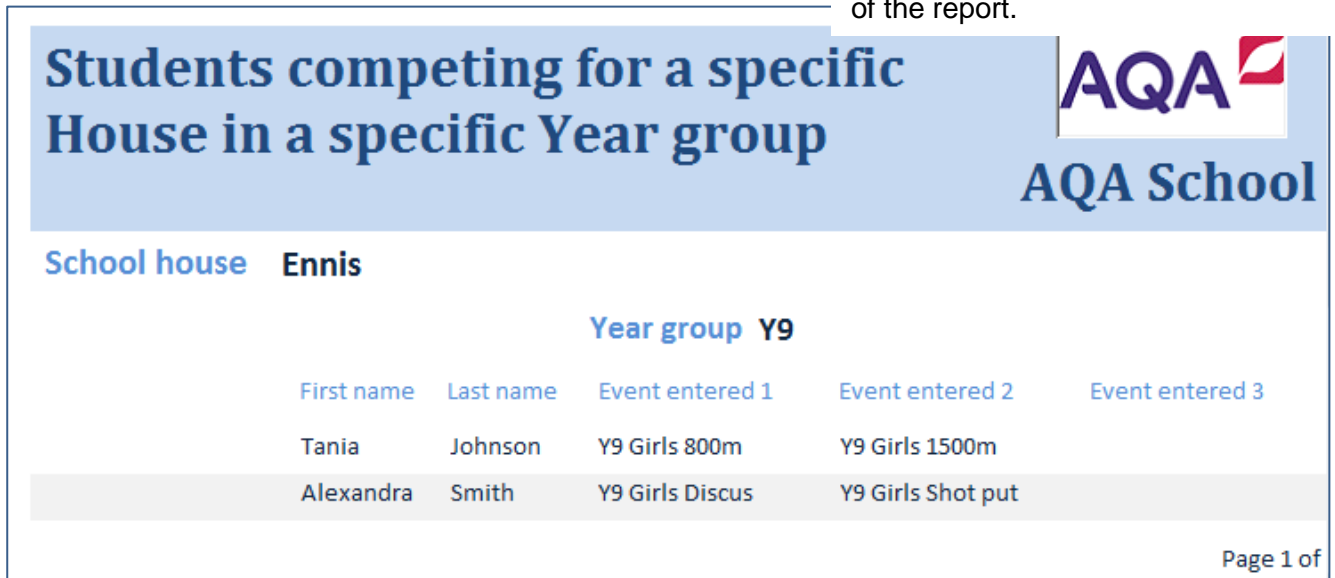 of the report.
Students competing for a specific
House in a specific Year group
AQA
AQA School
School house Ennis
Year group Y9
First name Last name Event entered 1 Event entered 2 Event entered 3
Tania Johnson Y9 Girls 800m Y9 Girls 1500m
Alexandra Smith Y9 Girls Discus Y9 Girls Shot put
Page 1 of